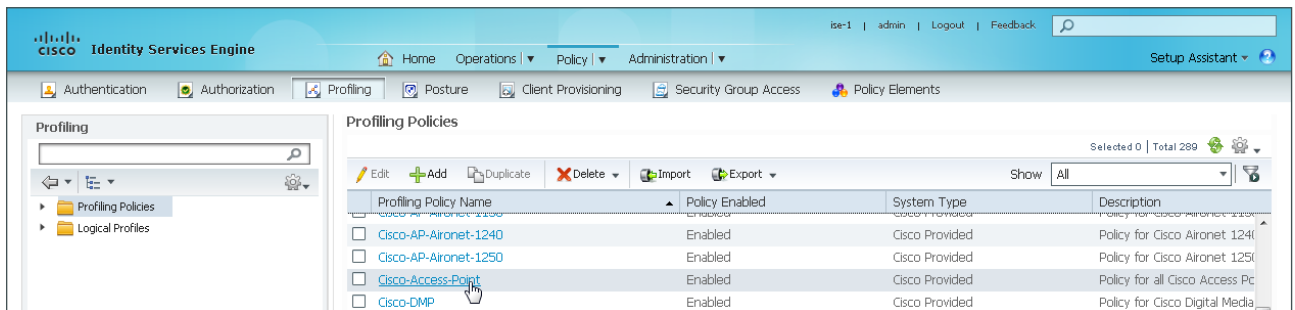 ise-1 | admin | Logout | Feedback
CISCO Identity Services Engine
Home Operations | Policy | Administration |
Setup Assistant
Authentication Authorization Profiling Posture Client Provisioning Security Group Access Policy Elements
Profiling
Profiling Policies
Logical Profiles
Profiling Policies
Selected 0 | Total 289
Edit Add Duplicate Delete Import Export Show All
Profiling Policy Name Policy Enabled System Type Description
Cisco-AP-Aironet-1240 Enabled Cisco Provided Policy for Cisco Aironet 1240
Cisco-AP-Aironet-1250 Enabled Cisco Provided Policy for Cisco Aironet 1250
Cisco-Access-Point Enabled Cisco Provided Policy for all Cisco Access Po
Cisco-DMP Enabled Cisco Provided Policy for Cisco Digital Media